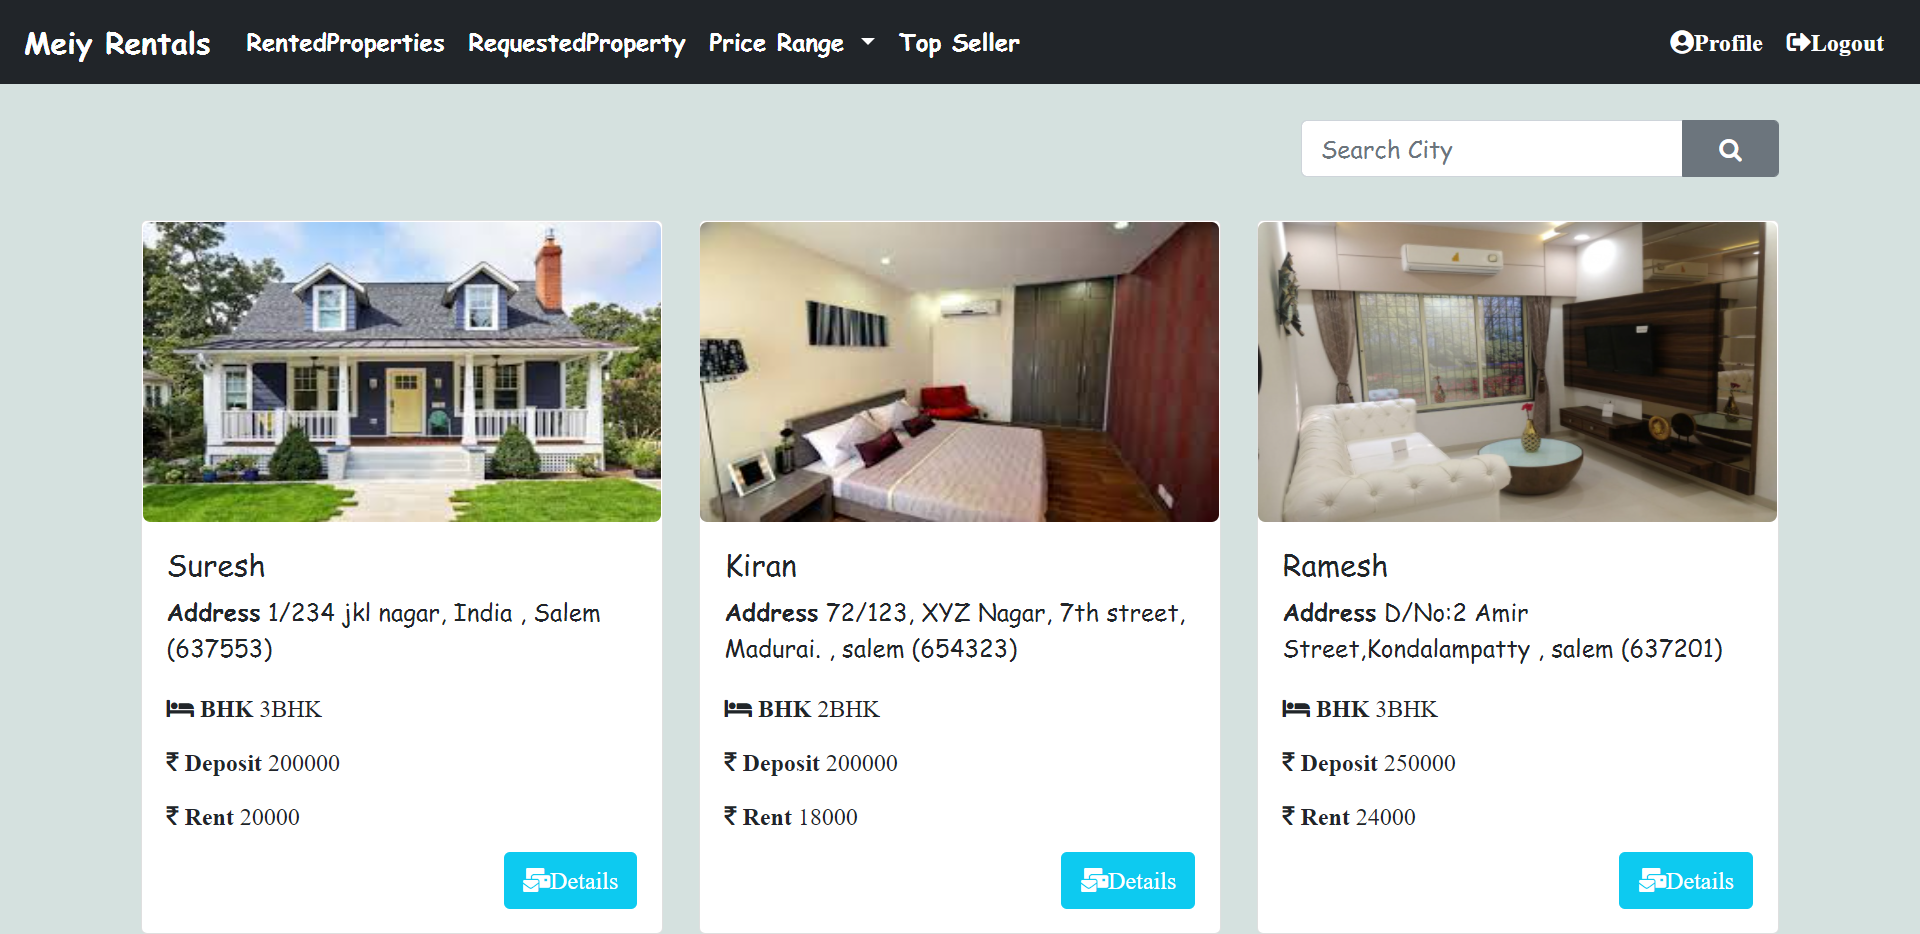 Meiy Rentals RentedProperties RequestedProperty Price Range Top Seller Profile Logout
Search City
Suresh
Address 1/234 jkl nagar, India , Salem
(637553)
BHK 3BHK
₹ Deposit 200000
₹ Rent 20000
Details
Kiran
Address 72/123, XYZ Nagar, 7th street,
Madurai. , salem (654323)
BHK 2BHK
₹ Deposit 200000
₹ Rent 18000
Details
Ramesh
Address D/No:2 Amir
Street,Kondalampatty , salem (637201)
BHK 3BHK
₹ Deposit 250000
₹ Rent 24000
Details